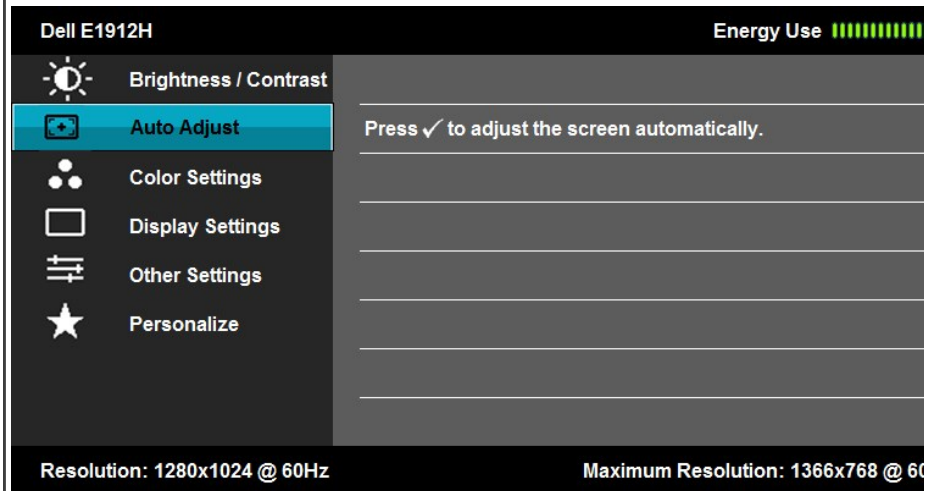 Dell E1912H Energy Use
Brightness / Contrast
Auto Adjust Press ✓ to adjust the screen automatically.
Color Settings
Display Settings
Other Settings
Personalize
Resolution: 1280x1024 @ 60Hz Maximum Resolution: 1366x768 @ 60